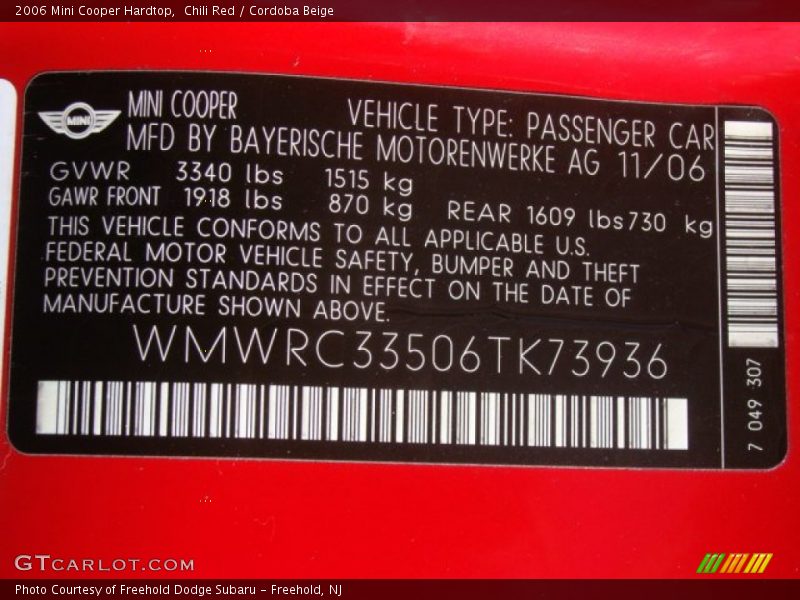 2006 Mini Cooper Hardtop,  Chili Red / Cordoba Beige
MINI
MINI COOPER
VEHICLE TYPE: PASSENGER CAR
MFD BY BAYERISCHE MOTORENWERKE AG 11/06
GVWR 3340 lbs 1515 kg
GAWR FRONT 1918 lbs 870 kg REAR 1609 lbs 730 kg
THIS VEHICLE CONFORMS TO ALL APPLICABLE U.S.
FEDERAL MOTOR VEHICLE SAFETY, BUMPER AND THEFT
PREVENTION STANDARDS IN EFFECT ON THE DATE OF
MANUFACTURE SHOWN ABOVE.
WMWRC33506TK73936
7 049 307
GTCARLOT.COM
Photo Courtesy of Freehold Dodge Subaru - Freehold, NJ